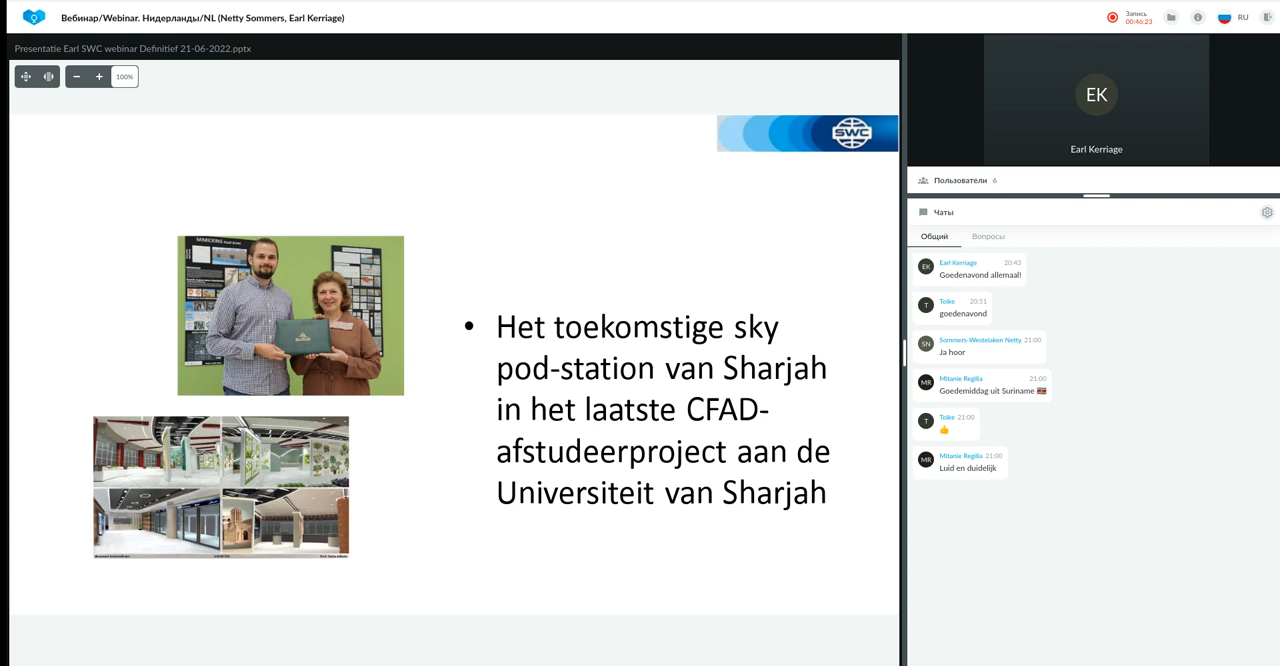 Вебинар/Webinar. Нидерланды/NL (Netty Sommers, Earl Kerriage)
Запись
00:46:23
RU
Presentatie Earl SWC webinar Definitief 21-06-2022.pptx
100%
SWC
MIMICKING
Het toekomstige sky
pod-station van Sharjah
in het laatste CFAD-
afstudeerproject aan de
Universiteit van Sharjah
EK
Earl Kerriage
Пользователи 6
Чаты
Общий Вопросы
EK
Earl Kerriage 20:43
Goedenavond allemaal!
T
Toike 20:51
goedenavond
SN
Sommers-Westelaken Netty 21:00
Ja hoor
MR
Mitanie Regilia 21:00
Goedemiddag uit Suriname 🇸🇷
T
Toike 21:00
👍
MR
Mitanie Regilia 21:00
Luid en duidelijk